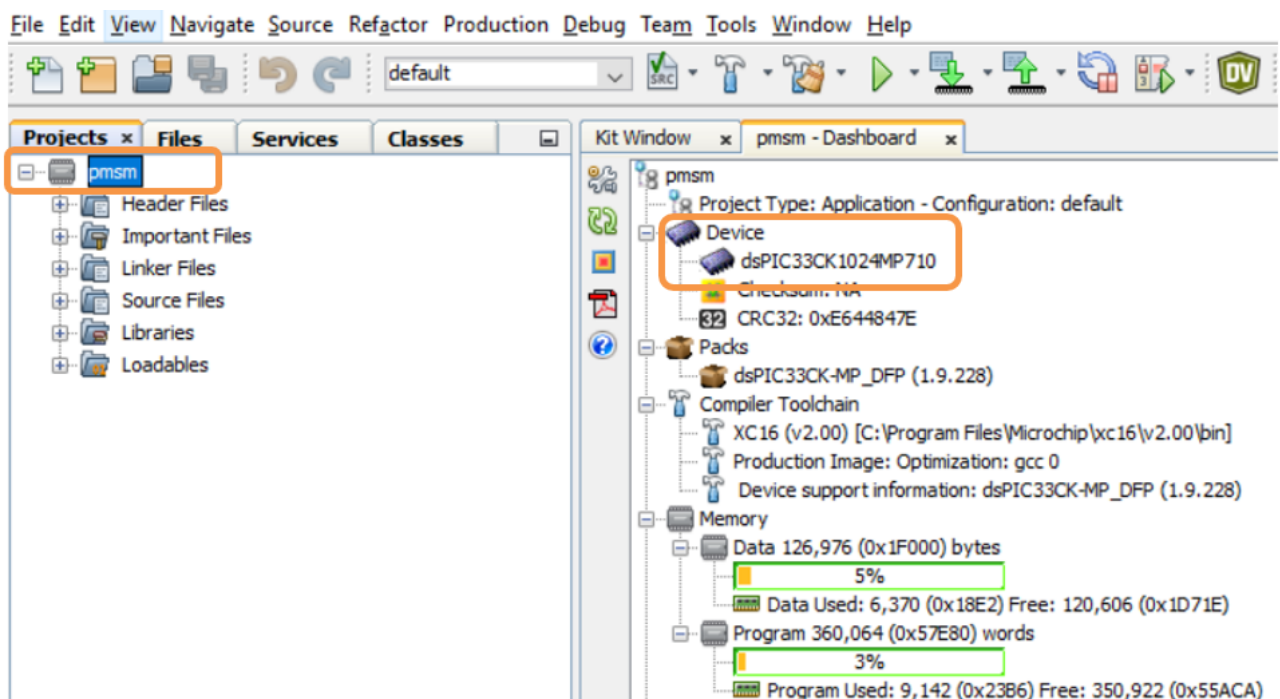 File Edit View Navigate Source Refactor Production Debug Team Tools Window Help
default
SRC
DV
Projects x Files Services Classes
Kit Window x pmsm - Dashboard x
pmsm
Header Files
Important Files
Linker Files
Source Files
Libraries
Loadables
pmsm
Project Type: Application - Configuration: default
Device
dsPIC33CK1024MP710
Checksum: NA
32 CRC32: 0xE644847E
Packs
dsPIC33CK-MP_DFP (1.9.228)
Compiler Toolchain
XC16 (v2.00) [C:\Program Files\Microchip\xc16\v2.00\bin]
Production Image: Optimization: gcc 0
Device support information: dsPIC33CK-MP_DFP (1.9.228)
Memory
Data 126,976 (0x1F000) bytes
5%
Data Used: 6,370 (0x18E2) Free: 120,606 (0x1D71E)
Program 360,064 (0x57E80) words
3%
Program Used: 9,142 (0x23B6) Free: 350,922 (0x55ACA)